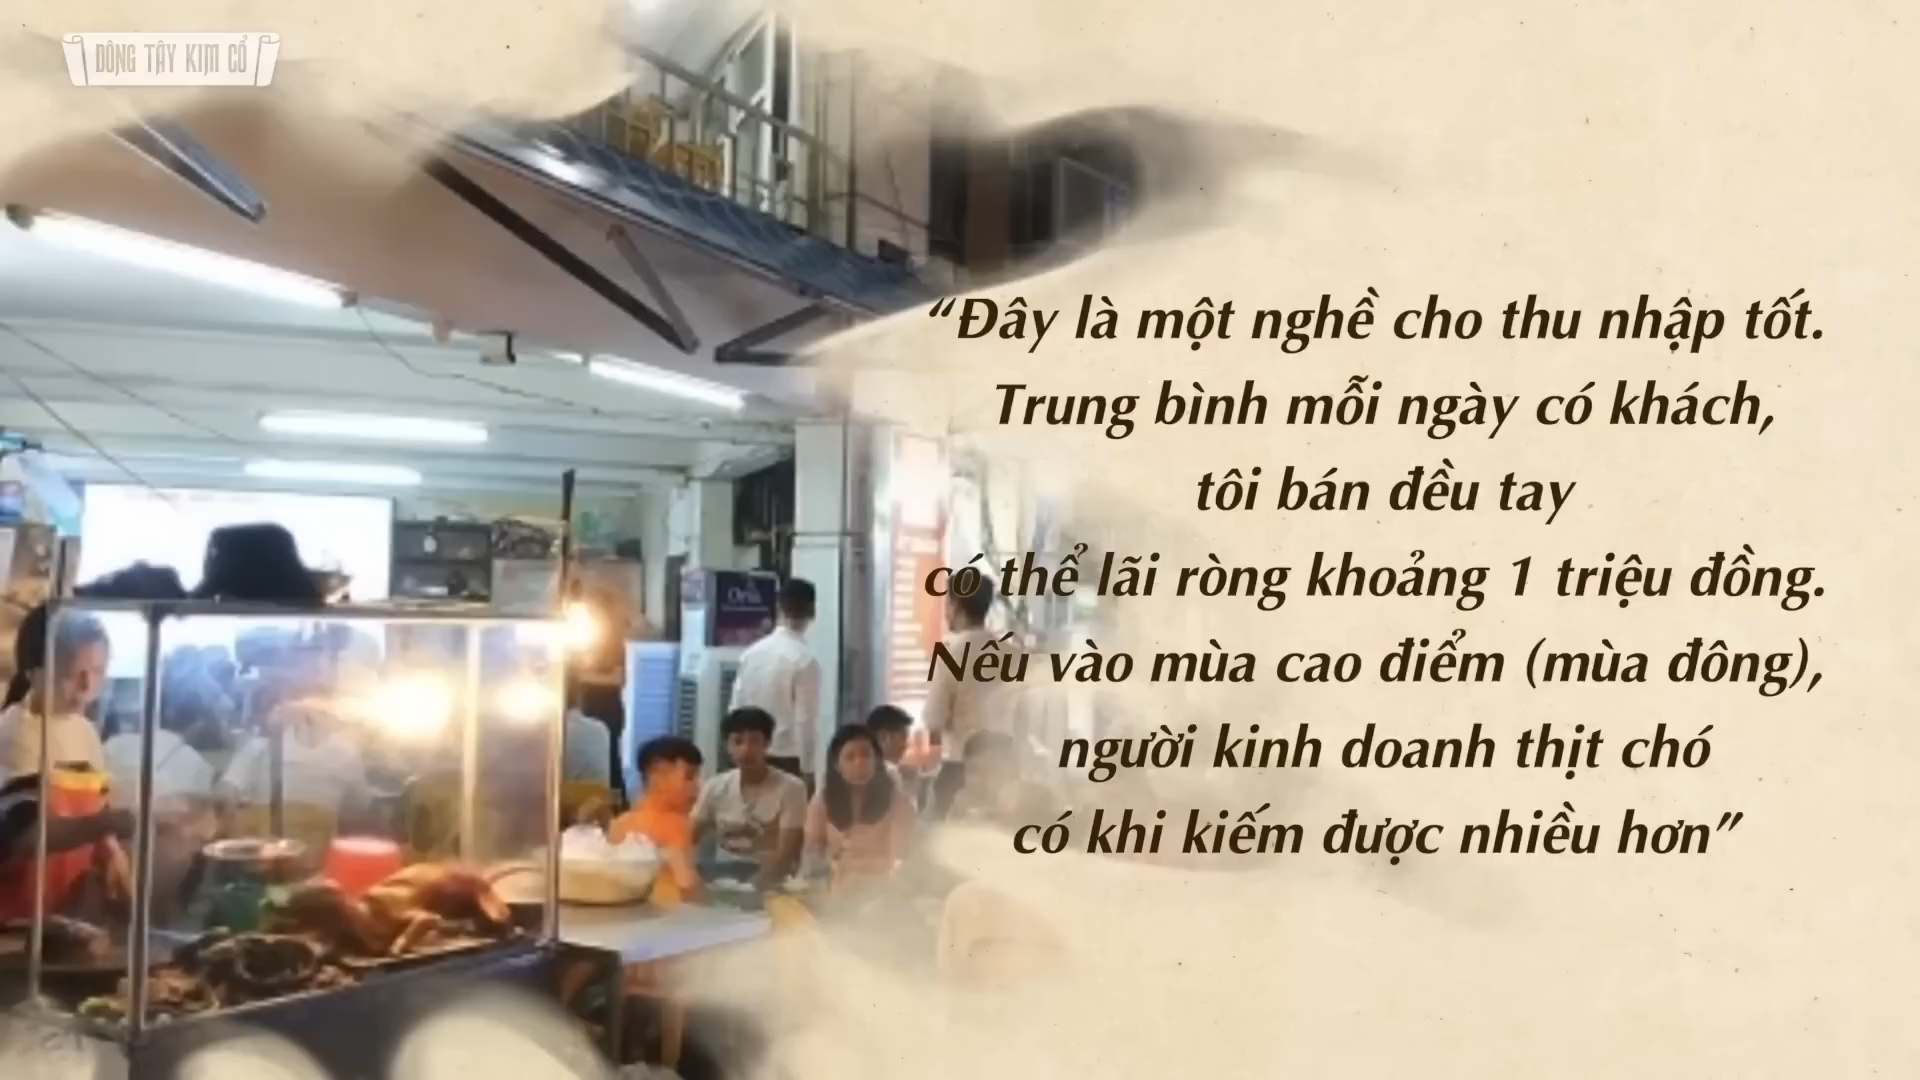 ĐÔNG TÂY KIM CỔ
“Đây là một nghề cho thu nhập tốt.
Trung bình mỗi ngày có khách,
tôi bán đều tay
có thể lãi ròng khoảng 1 triệu đồng.
Nếu vào mùa cao điểm (mùa đông),
người kinh doanh thịt chó
có khi kiếm được nhiều hơn”